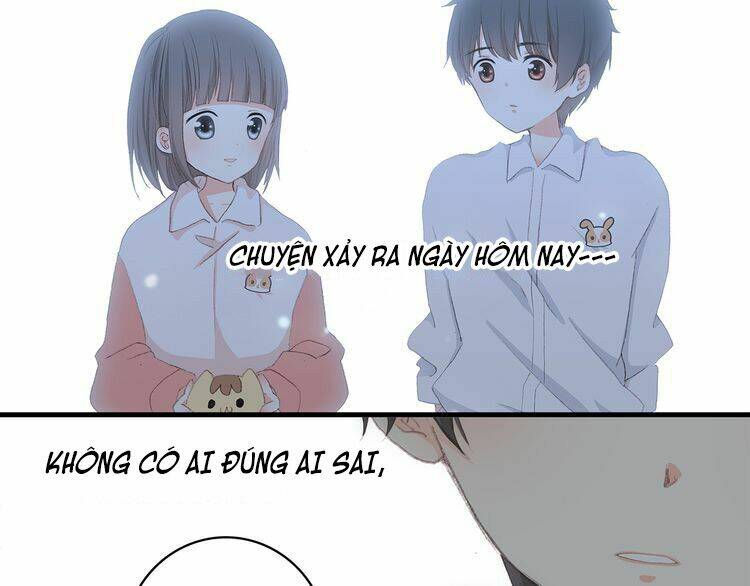 CHUYỆN XẢY RA NGÀY HÔM NAY---
KHÔNG CÓ AI ĐÚNG AI SAI,